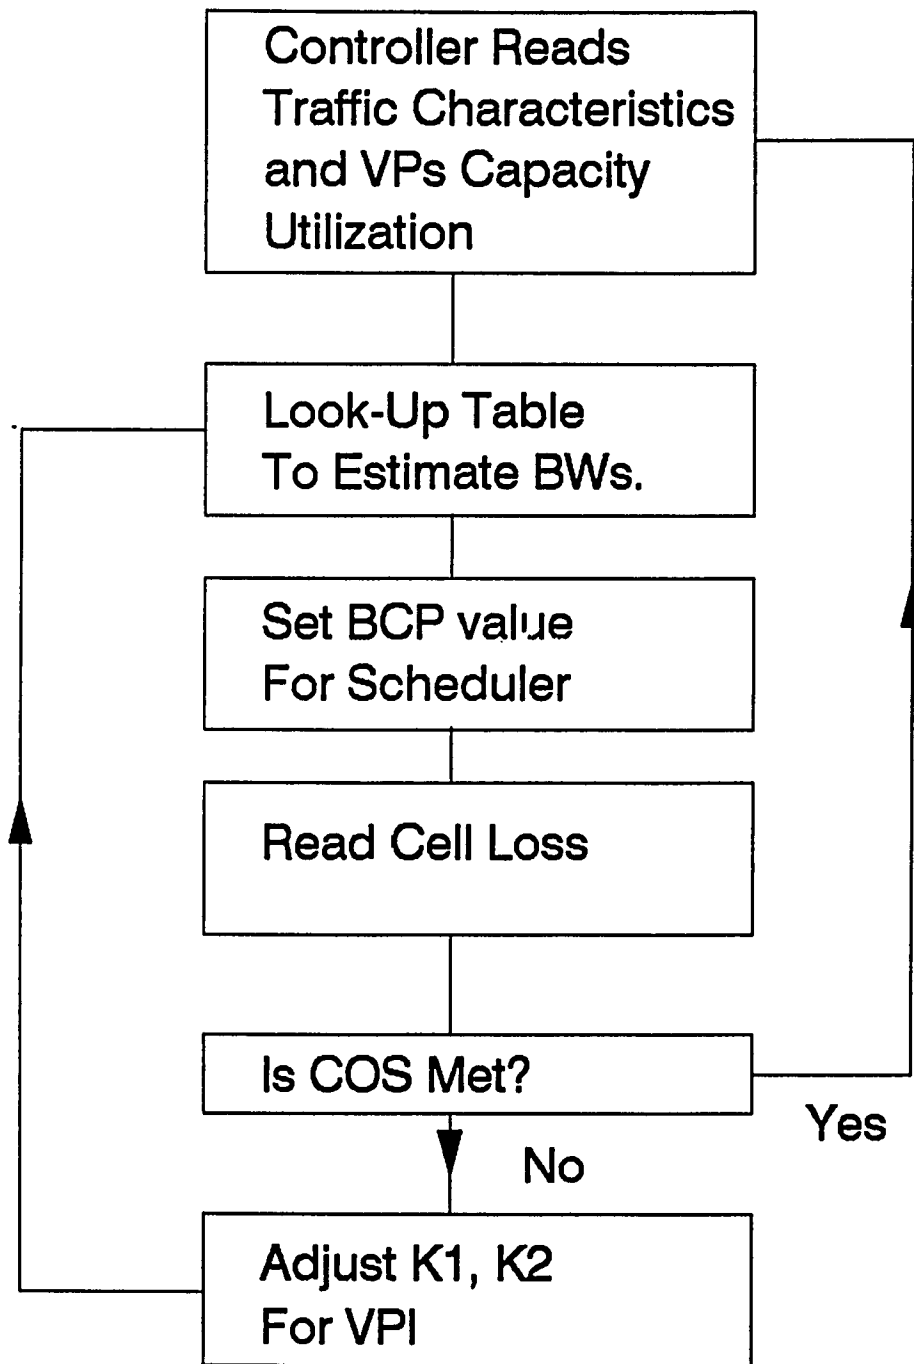 Controller Reads
Traffic Characteristics
and VPs Capacity
Utilization
Look-Up Table
To Estimate BWs.
Set BCP value
For Scheduler
Read Cell Loss
Is COS Met?
Yes
No
Adjust K1, K2
For VPI